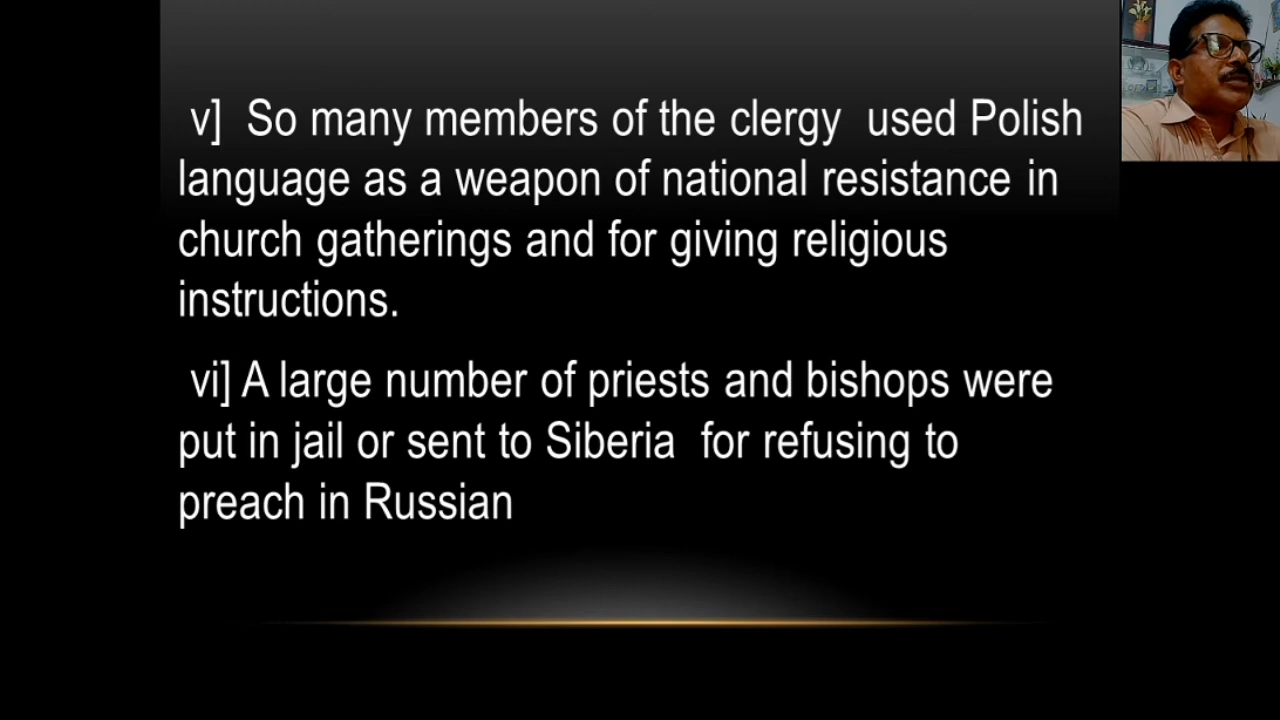 v] So many members of the clergy used Polish
language as a weapon of national resistance in
church gatherings and for giving religious
instructions.
vi] A large number of priests and bishops were
put in jail or sent to Siberia for refusing to
preach in Russian